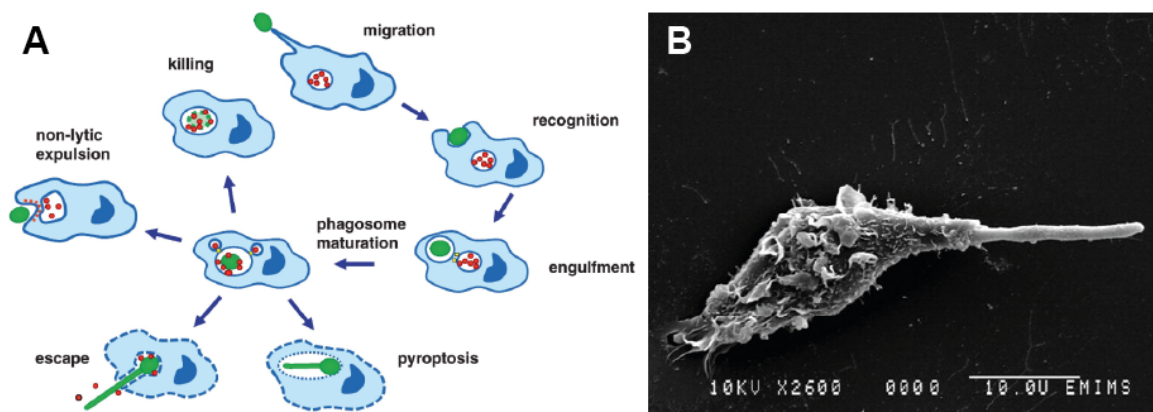 A
migration
killing
recognition
non-lytic
expulsion
phagosome
maturation
engulfment
escape
pyroptosis
B
10KV X2600 0000 10.0U EMIMS